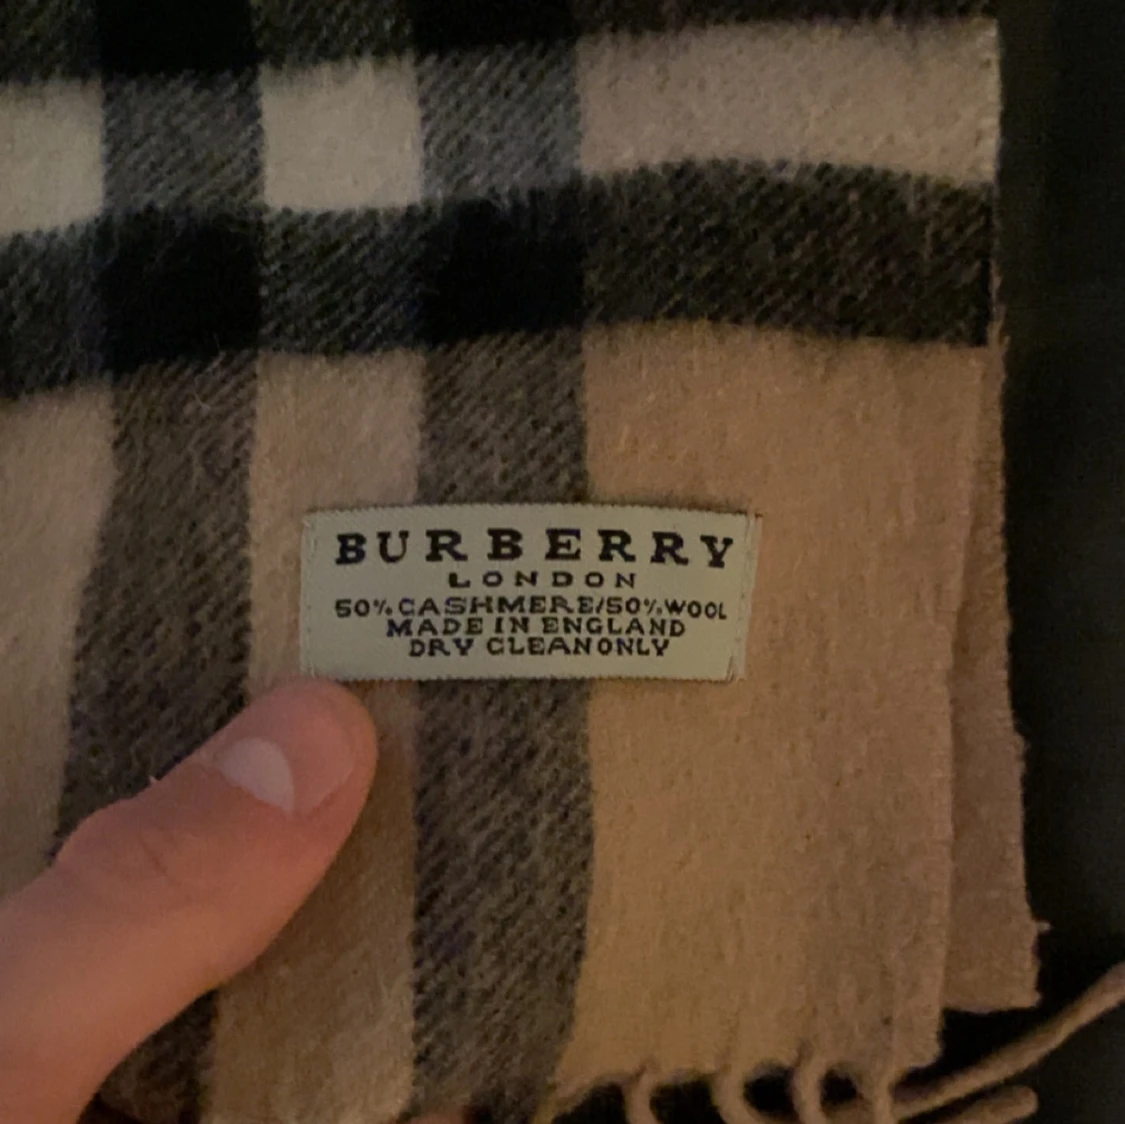 BURBERRY
LONDON
50% CASHMERE/50% WOOL
MADE IN ENGLAND
DRY CLEAN ONLY